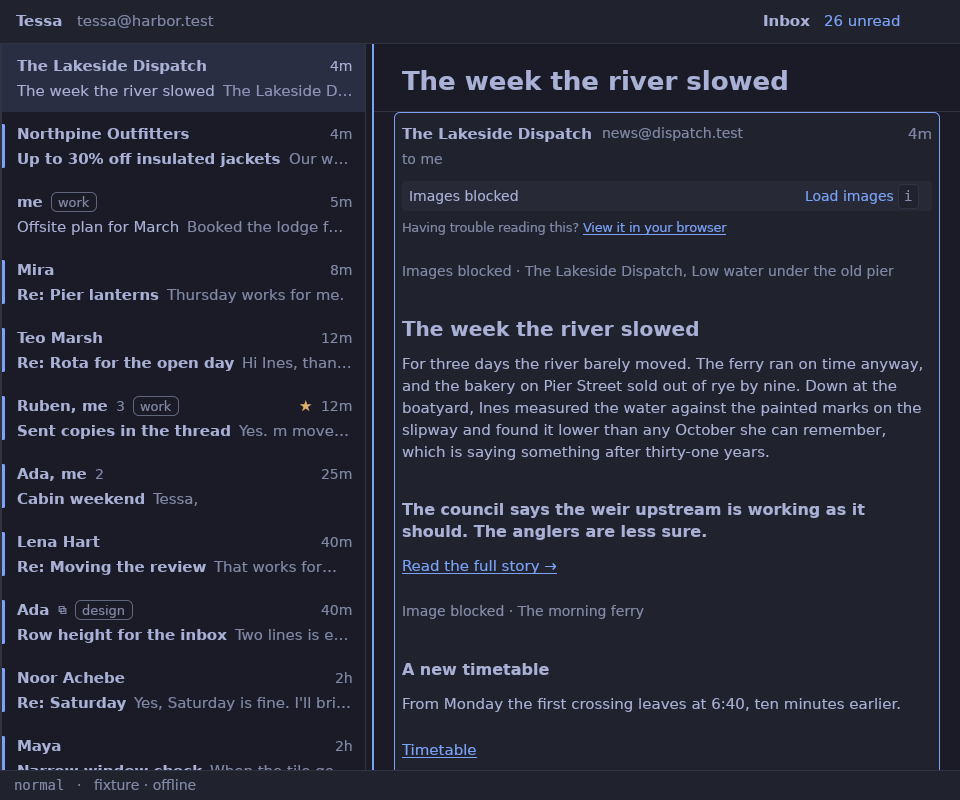 Tessa tessa@harbor.test
Inbox 26 unread
The Lakeside Dispatch 4m
The week the river slowed The Lakeside D…
Northpine Outfitters 4m
Up to 30% off insulated jackets Our w…
me work 5m
Offsite plan for March Booked the lodge f…
Mira 8m
Re: Pier lanterns Thursday works for me.
Teo Marsh 12m
Re: Rota for the open day Hi Ines, than…
Ruben, me 3 work ★ 12m
Sent copies in the thread Yes. m move…
Ada, me 2 25m
Cabin weekend Tessa,
Lena Hart 40m
Re: Moving the review That works for…
Ada design 40m
Row height for the inbox Two lines is e…
Noor Achebe 2h
Re: Saturday Yes, Saturday is fine. I'll bri…
Maya 2h
Narrow window check When the tile ge…
The week the river slowed
The Lakeside Dispatch news@dispatch.test 4m
to me
Images blocked Load images i
Having trouble reading this? View it in your browser
Images blocked · The Lakeside Dispatch, Low water under the old pier
The week the river slowed
For three days the river barely moved. The ferry ran on time anyway,
and the bakery on Pier Street sold out of rye by nine. Down at the
boatyard, Ines measured the water against the painted marks on the
slipway and found it lower than any October she can remember,
which is saying something after thirty-one years.
The council says the weir upstream is working as it
should. The anglers are less sure.
Read the full story →
Image blocked · The morning ferry
A new timetable
From Monday the first crossing leaves at 6:40, ten minutes earlier.
Timetable
normal · fixture · offline